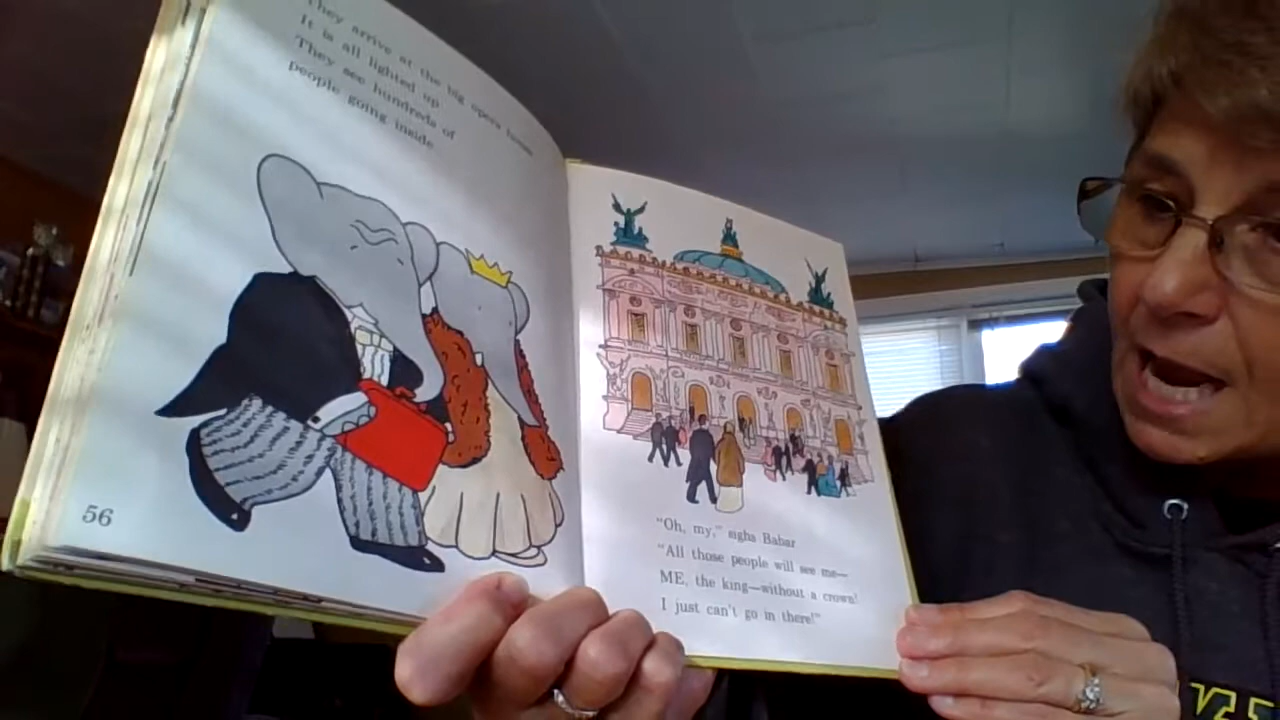 They arrive at the big opera house
It is all lighted up
They see hundreds of
people going inside
56
"Oh, my," sighs Babar
"All those people will see me—
ME, the king—without a crown!
I just can't go in there!"